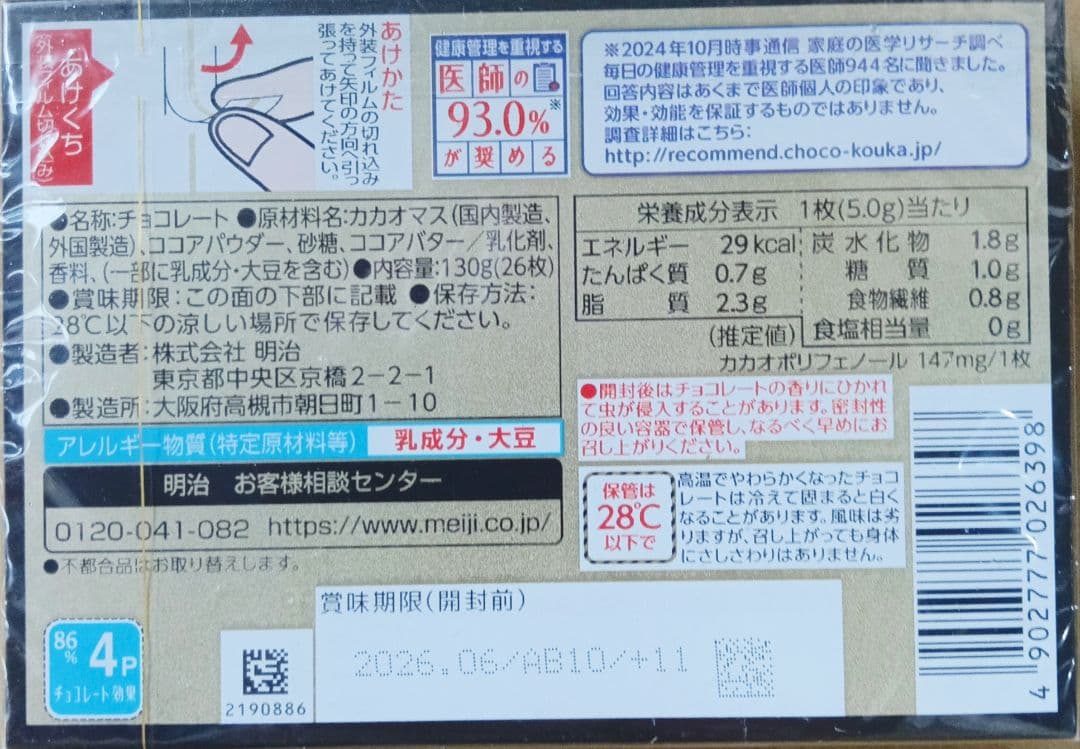 あけくち
外装フィルム切り込み
あけかた
外装フィルムの切れ込み
を持って矢印の方向へ引っ
張ってあけてください。
健康管理を重視する
医師の
93.0%※
が奨める
※2024年10月時事通信 家庭の医学リサーチ調べ
毎日の健康管理を重視する医師944名に聞きました。
回答内容はあくまで医師個人の印象であり、
効果・効能を保証するものではありません。
調査詳細はこちら:
http://recommend.choco-kouka.jp/
●名称:チョコレート ●原材料名:カカオマス(国内製造、
外国製造)、ココアパウダー、砂糖、ココアバター/乳化剤、
香料、(一部に乳成分・大豆を含む)●内容量:130g(26枚)
●賞味期限:この面の下部に記載 ●保存方法:
28℃以下の涼しい場所で保存してください。
●製造者:株式会社 明治
東京都中央区京橋2-2-1
●製造所:大阪府高槻市朝日町1-10
アレルギー物質(特定原材料等) 乳成分・大豆
明治 お客様相談センター
0120-041-082 https://www.meiji.co.jp/
●不都合品はお取り替えします。
栄養成分表示 1枚(5.0g)当たり
エネルギー 29kcal
たんぱく質 0.7g
脂質 2.3g
炭水化物 1.8g
糖質 1.0g
食物繊維 0.8g
食塩相当量 0g
(推定値)
カカオポリフェノール 147mg/1枚
●開封後はチョコレートの香りにひかれ
て虫が侵入することがあります。密封性
の良い容器で保管し、なるべく早めにお
召し上がりください。
保管は
28℃
以下で
高温でやわらかくなったチョコ
レートは冷えて固まると白く
なることがあります。風味は劣
りますが、召し上がっても身体
にさしさわりはありません。
4902777026398
86%
4P
チョコレート効果
2190886
賞味期限(開封前)
2026.06/AB10/+11